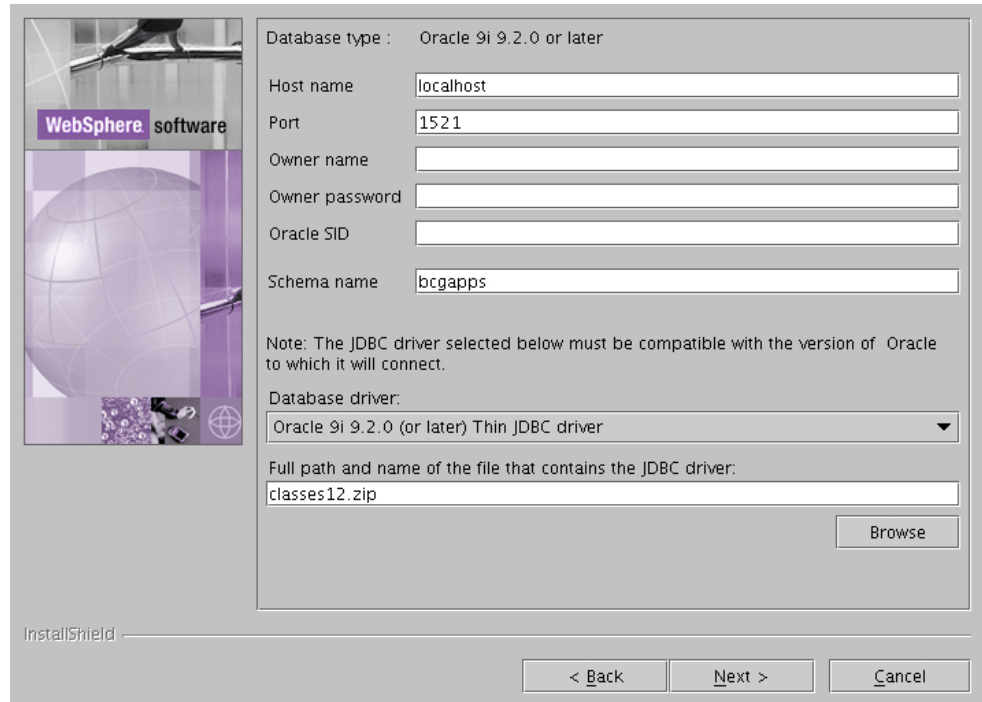 WebSphere software
Database type : Oracle 9i 9.2.0 or later
Host name localhost
Port 1521
Owner name
Owner password
Oracle SID
Schema name bcgapps
Note: The JDBC driver selected below must be compatible with the version of Oracle
to which it will connect.
Database driver:
Oracle 9i 9.2.0 (or later) Thin JDBC driver
Full path and name of the file that contains the JDBC driver:
classes12.zip
Browse
InstallShield
< Back Next > Cancel